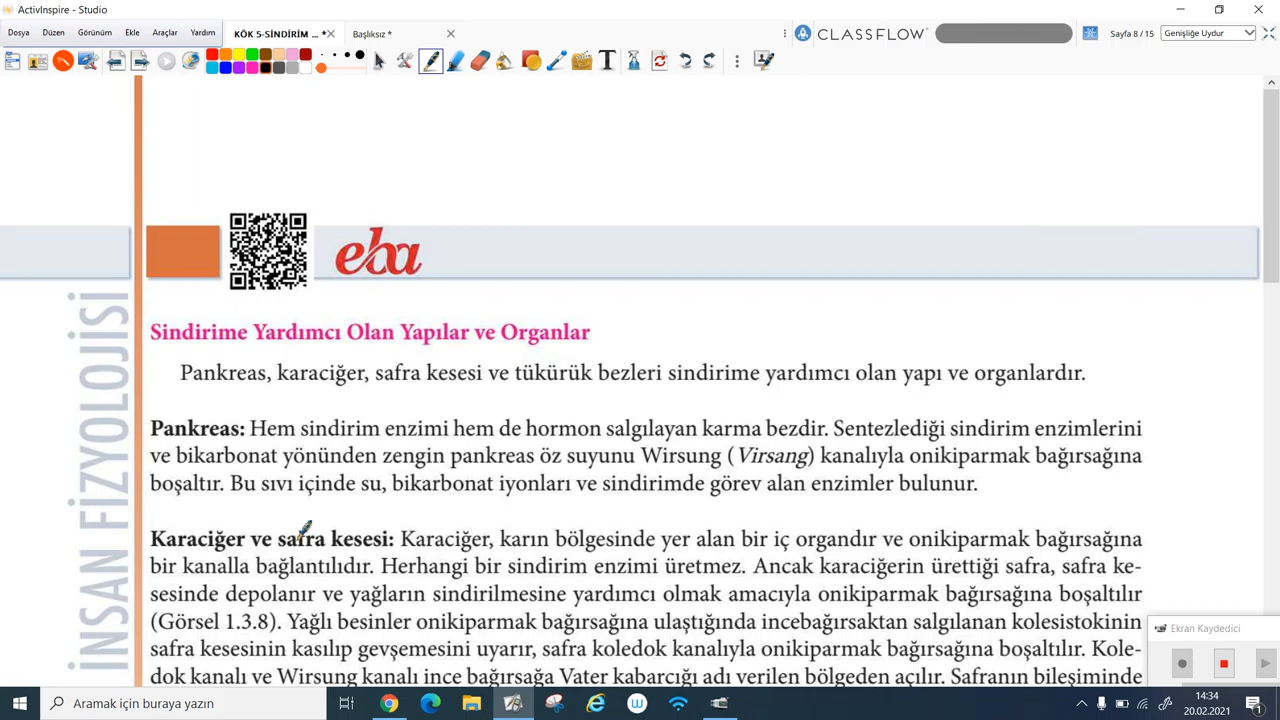 ActivInspire - Studio
Dosya Düzen Görünüm Ekle Araçlar Yardım
KÖK 5-SİNDİRİM ... *
Başlıksız *
CLASSFLOW
Sayfa 8 / 15
Genişliğe Uydur
T
eba
İNSAN FİZYOLOJİSİ
Sindirime Yardımcı Olan Yapılar ve Organlar
Pankreas, karaciğer, safra kesesi ve tükürük bezleri sindirime yardımcı olan yapı ve organlardır.
Pankreas: Hem sindirim enzimi hem de hormon salgılayan karma bezdir. Sentezlediği sindirim enzimlerini
ve bikarbonat yönünden zengin pankreas öz suyunu Wirsung (Virsang) kanalıyla onikiparmak bağırsağına
boşaltır. Bu sıvı içinde su, bikarbonat iyonları ve sindirimde görev alan enzimler bulunur.
Karaciğer ve safra kesesi: Karaciğer, karın bölgesinde yer alan bir iç organdır ve onikiparmak bağırsağına
bir kanalla bağlantılıdır. Herhangi bir sindirim enzimi üretmez. Ancak karaciğerin ürettiği safra, safra ke-
sesinde depolanır ve yağların sindirilmesine yardımcı olmak amacıyla onikiparmak bağırsağına boşaltılır
(Görsel 1.3.8). Yağlı besinler onikiparmak bağırsağına ulaştığında incebağırsaktan salgılanan kolesistokinin
safra kesesinin kasılıp gevşemesini uyarır, safra koledok kanalıyla onikiparmak bağırsağına boşaltılır. Kole-
dok kanalı ve Wirsung kanalı ince bağırsağa Vater kabarcığı adı verilen bölgeden açılır. Safranın bileşiminde
Ekran Kaydedici
Aramak için buraya yazın
14:34
20.02.2021
1